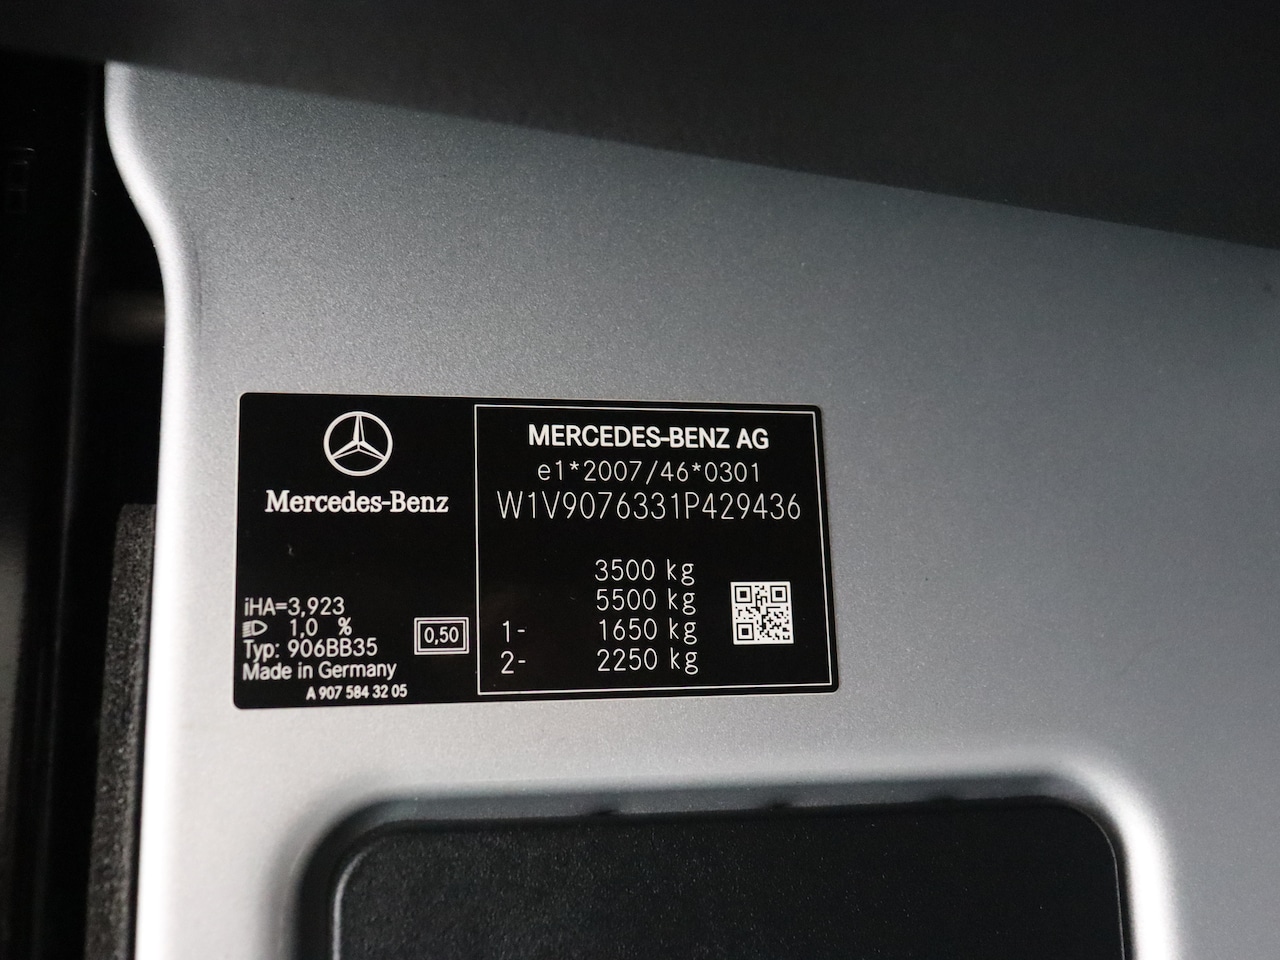 Mercedes-Benz
iHA=3,923
1,0 %
Typ: 906BB35
Made in Germany
A 907 584 32 05
0,50
MERCEDES-BENZ AG
e1*2007/46*0301
W1V9076331P429436
3500 kg
5500 kg
1- 1650 kg
2- 2250 kg